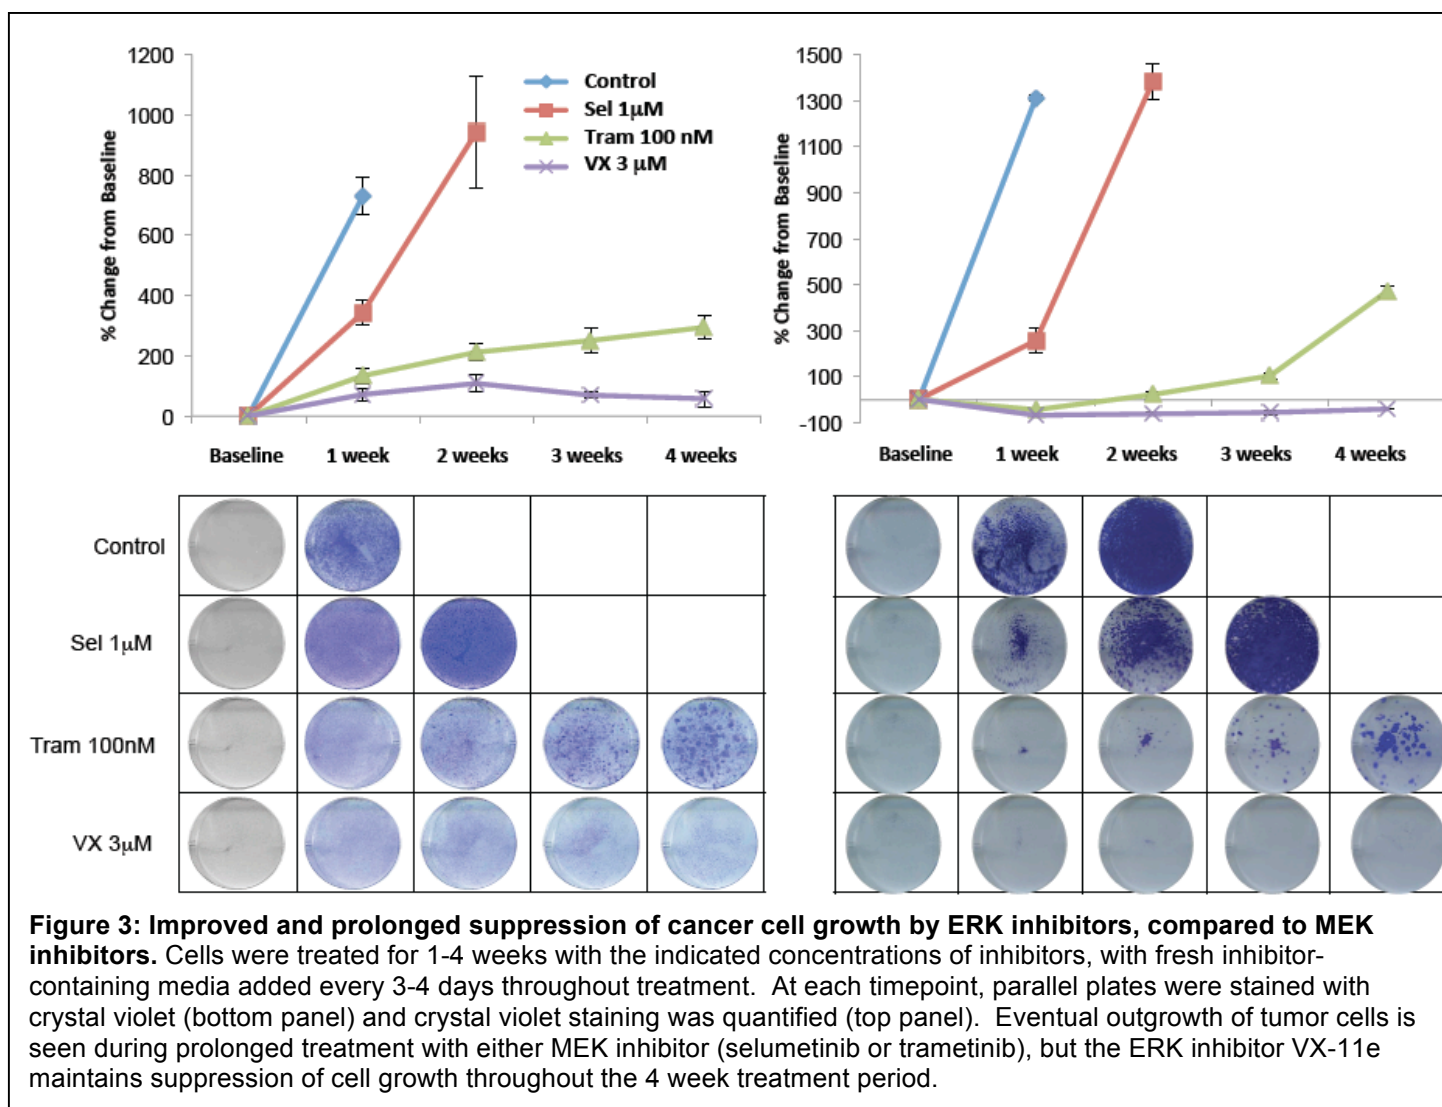 1200
1000
800
600
400
200
0
% Change from Baseline
Control
Sel 1μM
Tram 100 nM
VX 3 μM
Baseline 1 week 2 weeks 3 weeks 4 weeks
1500
1300
1100
900
700
500
300
100
-100
% Change from Baseline
Baseline 1 week 2 weeks 3 weeks 4 weeks
Control
Sel 1μM
Tram 100nM
VX 3μM
Figure 3: Improved and prolonged suppression of cancer cell growth by ERK inhibitors, compared to MEK
inhibitors. Cells were treated for 1-4 weeks with the indicated concentrations of inhibitors, with fresh inhibitor-
containing media added every 3-4 days throughout treatment. At each timepoint, parallel plates were stained with
crystal violet (bottom panel) and crystal violet staining was quantified (top panel). Eventual outgrowth of tumor cells is
seen during prolonged treatment with either MEK inhibitor (selumetinib or trametinib), but the ERK inhibitor VX-11e
maintains suppression of cell growth throughout the 4 week treatment period.